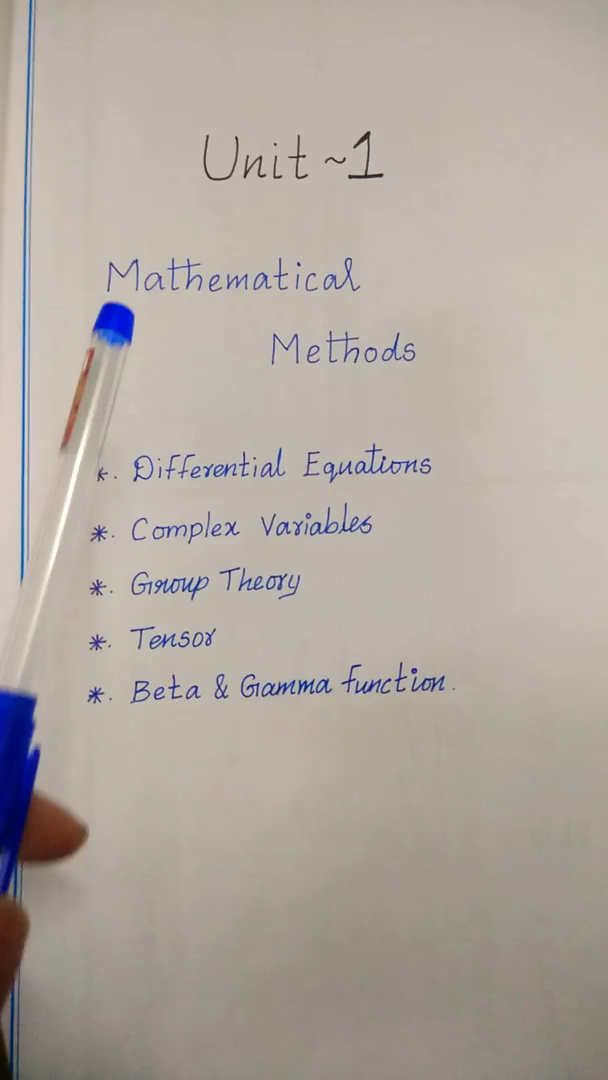 Unit ~1
Mathematical
Methods
*. Differential Equations
*. Complex Variables
*. Group Theory
*. Tensor
*. Beta & Gamma function.